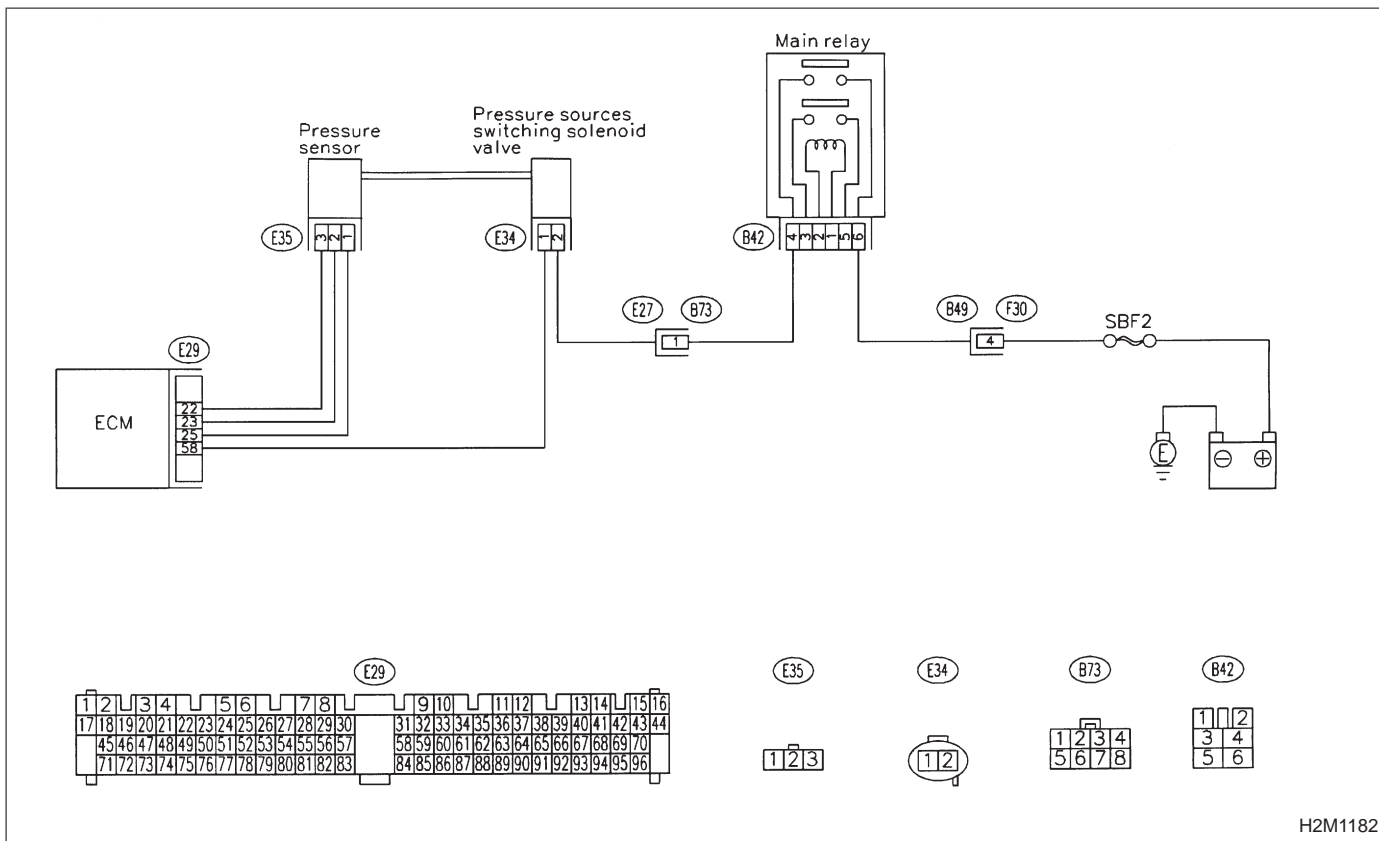 Main relay
Pressure sources
switching solenoid
valve
Pressure
sensor
E35
3 2 1
E34
1 2
B42
4 3 2 1 5 6
E27
B73
1
B49
F30
4
SBF2
E29
ECM
22
23
25
58
E
⊖ ⊕
E29
1 2 3 4 5 6 7 8 9 10 11 12 13 14 15 16
17 18 19 20 21 22 23 24 25 26 27 28 29 30 31 32 33 34 35 36 37 38 39 40 41 42 43 44
45 46 47 48 49 50 51 52 53 54 55 56 57 58 59 60 61 62 63 64 65 66 67 68 69 70
71 72 73 74 75 76 77 78 79 80 81 82 83 84 85 86 87 88 89 90 91 92 93 94 95 96
E35
1 2 3
E34
1 2
B73
1 2 3 4
5 6 7 8
B42
1 2
3 4
5 6
H2M1182